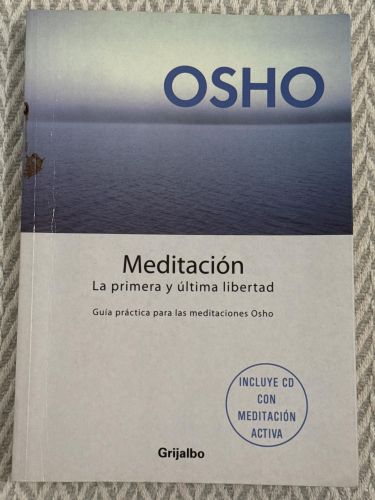 OSHO
Meditación
La primera y última libertad
Guía práctica para las meditaciones Osho
INCLUYE CD
CON
MEDITACIÓN
ACTIVA
Grijalbo